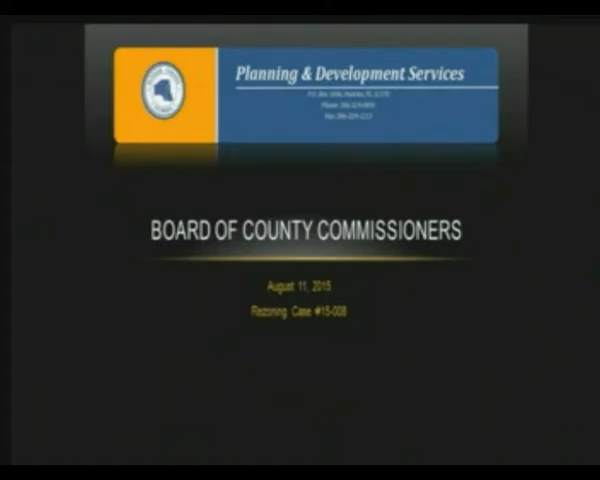 Planning & Development Services
BOARD OF COUNTY COMMISSIONERS
August 11, 2015
Rezoning Case #15-008